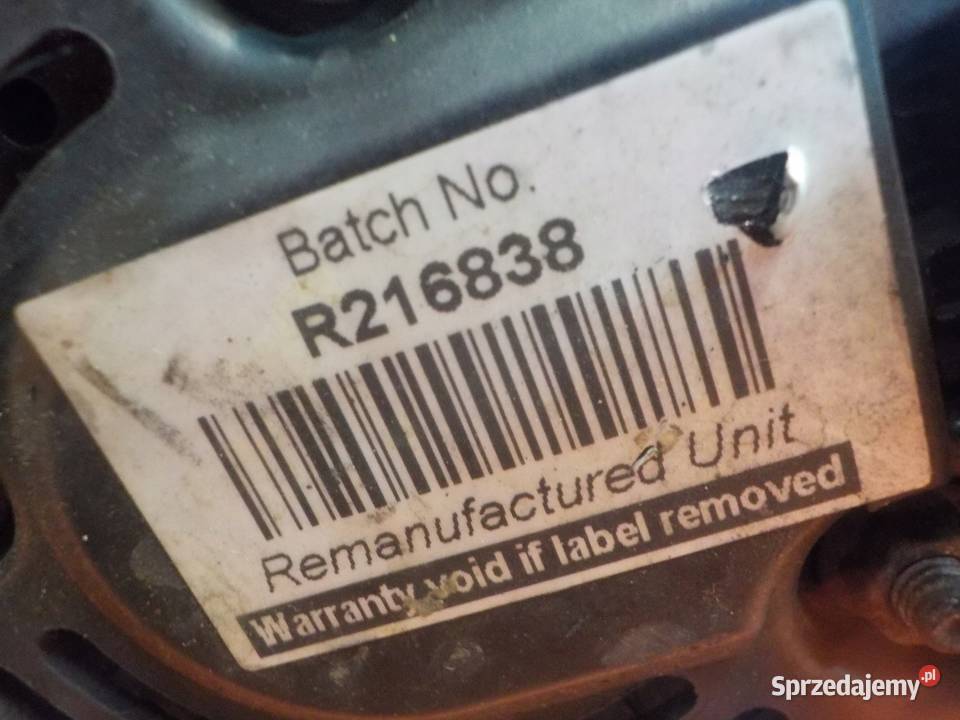 Batch No.
R216838
Remanufactured Unit
Warranty void if label removed
Sprzedajemy.pl